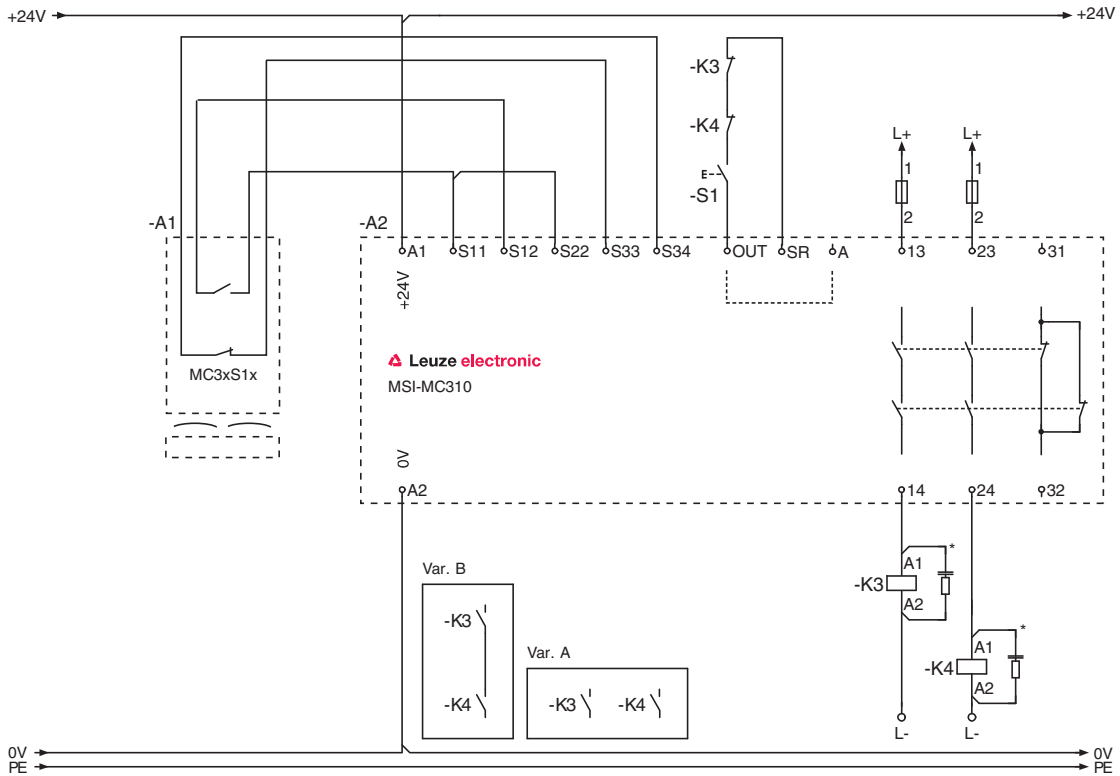 +24V
+24V
-K3
-K4
E
-S1
L+
L+
1
1
2
2
-A1
-A2
A1
S11
S12
S22
S33
S34
OUT
SR
A
13
23
31
+24V
MC3xS1x
Leuze electronic
MSI-MC310
0V
A2
14
24
32
Var. B
-K3
-K4
Var. A
-K3
-K4
*
A1
-K3
A2
*
A1
-K4
A2
L-
L-
0V
0V
PE
PE